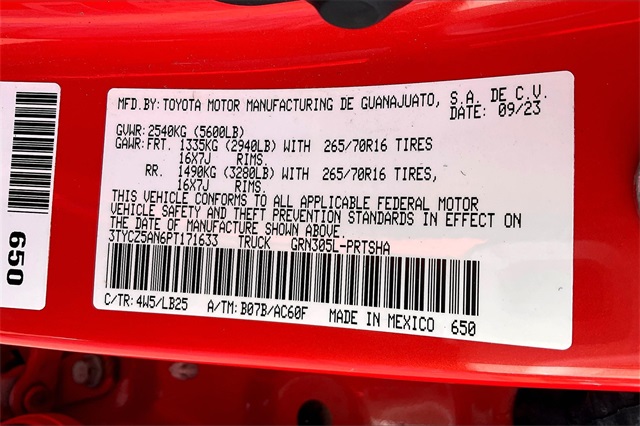 MFD.BY: TOYOTA MOTOR MANUFACTURING DE GUANAJUATO, S.A. DE C.V.
DATE: 09/23
GVWR: 2540KG (5600LB)
GAWR: FRT. 1335KG (2940LB) WITH 265/70R16 TIRES
16X7J RIMS.
RR. 1490KG (3280LB) WITH 265/70R16 TIRES,
16X7J RIMS.
THIS VEHICLE CONFORMS TO ALL APPLICABLE FEDERAL MOTOR
VEHICLE SAFETY AND THEFT PREVENTION STANDARDS IN EFFECT ON
THE DATE OF MANUFACTURE SHOWN ABOVE.
3TYCZ5AN6PT171633 TRUCK GRN305L-PRTSHA
C/TR: 4W5/LB25 A/TM: B07B/AC60F MADE IN MEXICO 650
650